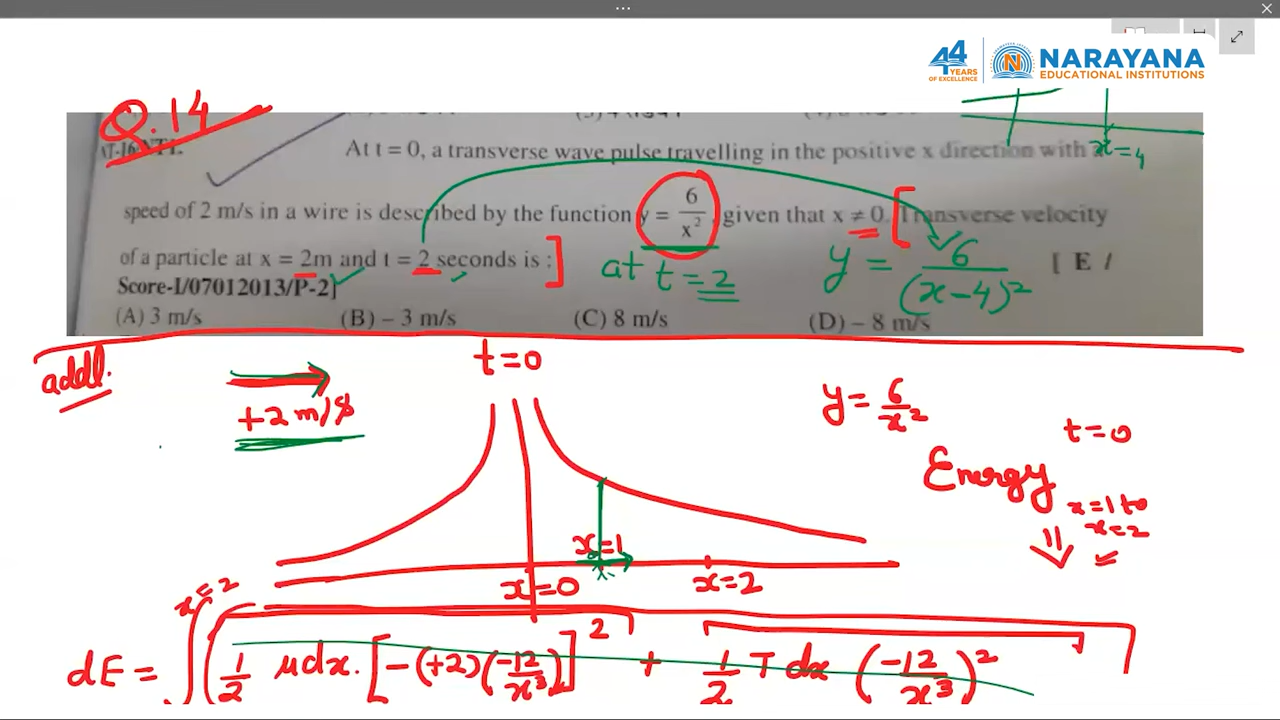 44 YEARS OF EXCELLENCE
NARAYANA
EDUCATIONAL INSTITUTIONS
Q.14
x=4
At t = 0, a transverse wave pulse travelling in the positive x direction with
speed of 2 m/s in a wire is described by the function y = 6/x², given that x ≠ 0. Transverse velocity
of a particle at x = 2m and t = 2 seconds is :
[ E /
Score-I/07012013/P-2]
at t=2
y = 6/(x-4)²
(A) 3 m/s (B) – 3 m/s (C) 8 m/s (D) – 8 m/s
addl.
t=0
+2 m/s
y = 6/x²
t=0
Energy
x=1 to
x=2
x=1
x=0
x=2
x=2
dE = ∫ ( 1/2 μdx. [-(+2)(-12/x³)]² + 1/2 T dx (-12/x³)²